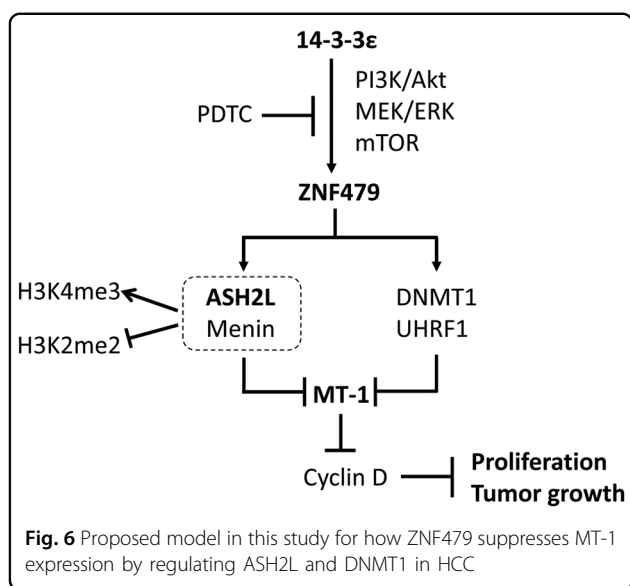 14-3-3ε
PI3K/Akt
PDTC
MEK/ERK
mTOR
ZNF479
H3K4me3
ASH2L
DNMT1
H3K2me2
Menin
UHRF1
MT-1
Cyclin D
Proliferation
Tumor growth
Fig. 6 Proposed model in this study for how ZNF479 suppresses MT-1
expression by regulating ASH2L and DNMT1 in HCC